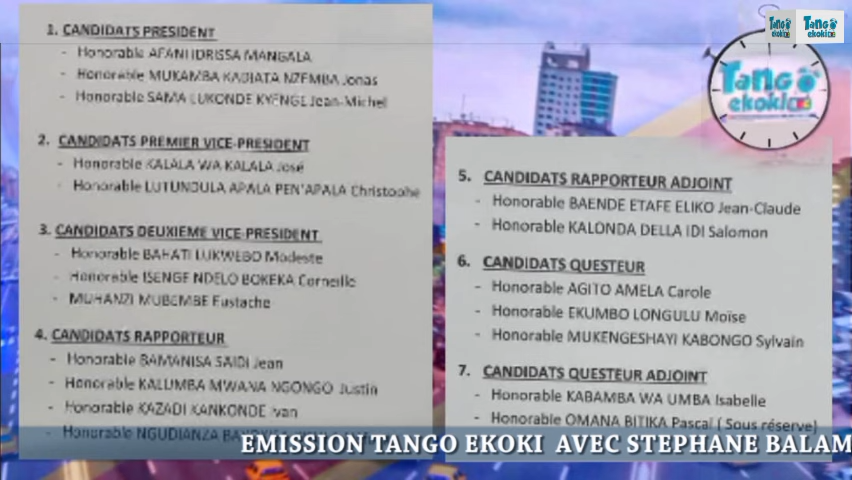 1. CANDIDATS PRESIDENT
- Honorable AFANI IDRISSA MANGALA
- Honorable MUKAMBA KADIATA NZEMBA Jonas
- Honorable SAMA LUKONDE KYENGE Jean-Michel
2. CANDIDATS PREMIER VICE-PRESIDENT
- Honorable KALALA WA KALALA José
- Honorable LUTUNDULA APALA PEN'APALA Christophe
3. CANDIDATS DEUXIEME VICE-PRESIDENT
- Honorable BAHATI LUKWEBO Modeste
- Honorable ISENGE NDELO BOKEKA Corneille
- MUHANZI MUBEMBE Eustache
4. CANDIDATS RAPPORTEUR
- Honorable BAMANISA SAIDI Jean
- Honorable KALUMBA MWANA NGONGO Justin
- Honorable KAZADI KANKONDE Ivan
- Honorable NGUDIANZA
5. CANDIDATS RAPPORTEUR ADJOINT
- Honorable BAENDE ETAFE ELIKO Jean-Claude
- Honorable KALONDA DELLA IDI Salomon
6. CANDIDATS QUESTEUR
- Honorable AGITO AMELA Carole
- Honorable EKUMBO LONGULU Moïse
- Honorable MUKENGESHAYI KABONGO Sylvain
7. CANDIDATS QUESTEUR ADJOINT
- Honorable KABAMBA WA UMBA Isabelle
- Honorable OMANA BITIKA Pascal ( Sous réserve)
Tango
ekoki
Tango
ekoki
Tango
ekoki
EMISSION TANGO EKOKI AVEC STEPHANE BALAM